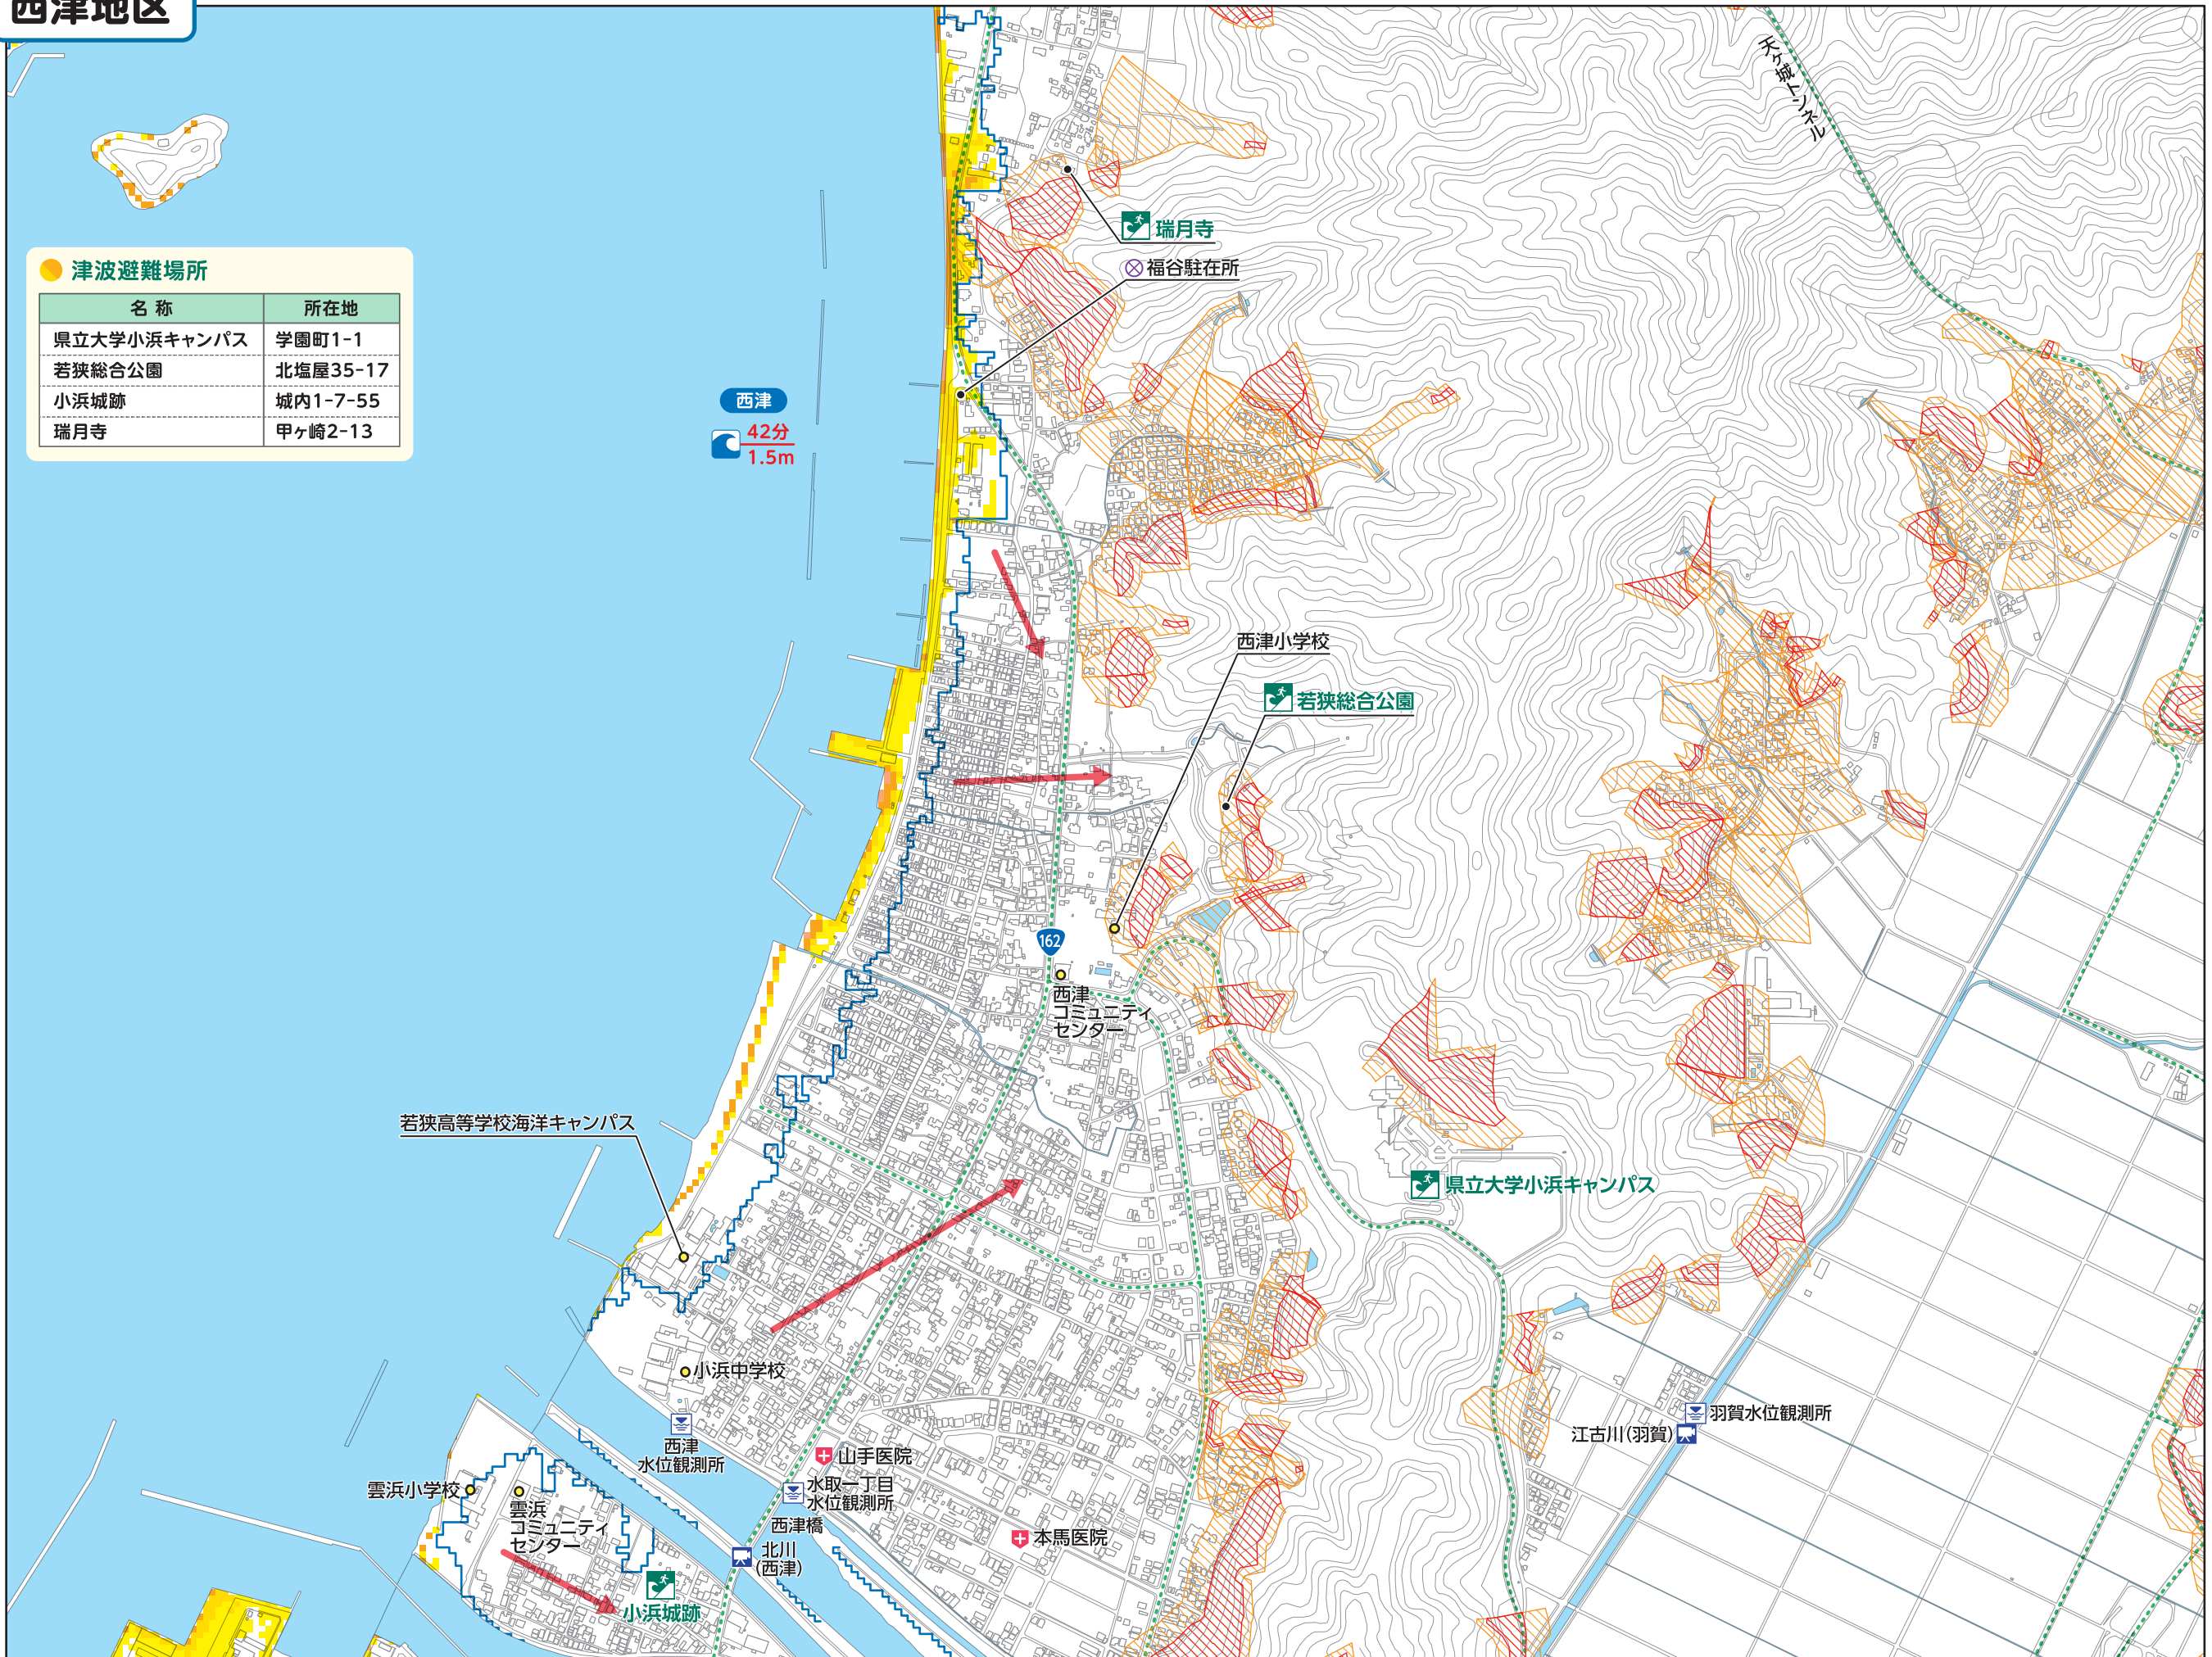 西津地区
天ヶ城トンネル
瑞月寺
福谷駐在所
津波避難場所
名 称 所在地
県立大学小浜キャンパス 学園町1-1
若狭総合公園 北塩屋35-17
小浜城跡 城内1-7-55
瑞月寺 甲ヶ崎2-13
西津
42分
1.5m
西津小学校
若狭総合公園
162
西津
コミュニティ
センター
若狭高等学校海洋キャンパス
県立大学小浜キャンパス
小浜中学校
西津
水位観測所
山手医院
水取一丁目
水位観測所
西津橋
北川
(西津)
本馬医院
羽賀水位観測所
江古川(羽賀)
雲浜小学校
雲浜
コミュニティ
センター
小浜城跡